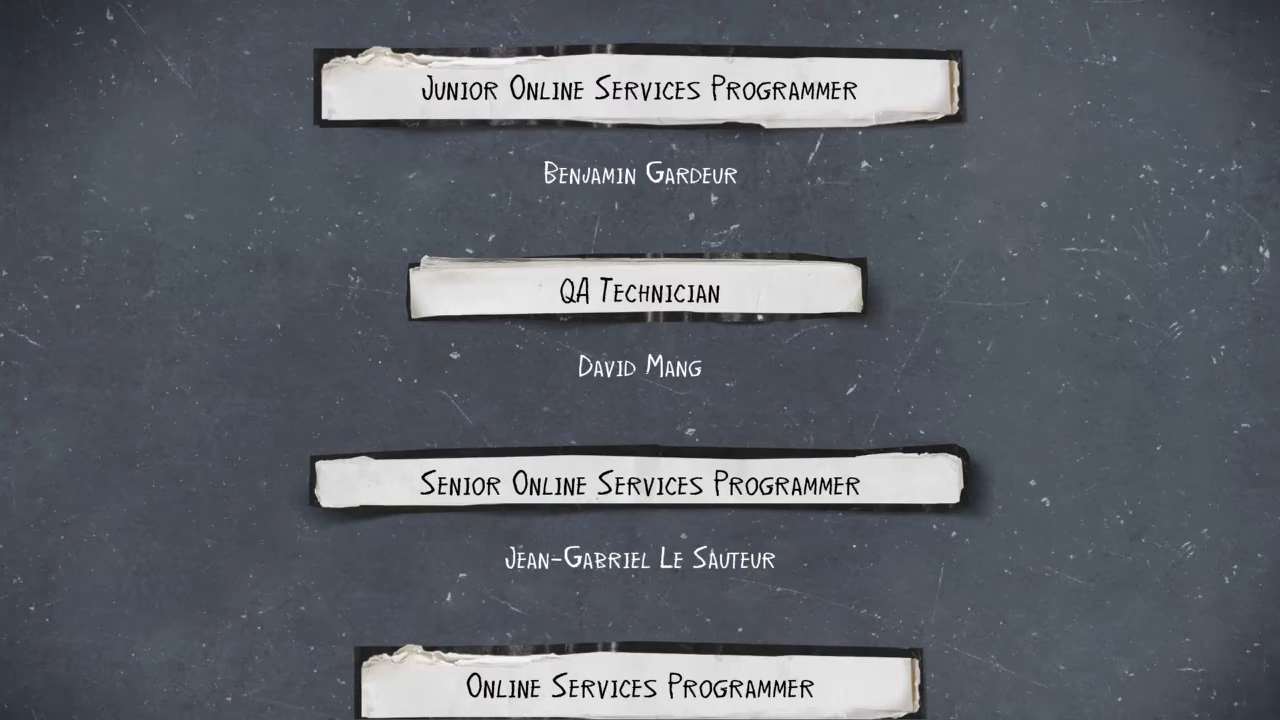 Junior Online Services Programmer
Benjamin Gardeur
QA Technician
David Mang
Senior Online Services Programmer
Jean-Gabriel Le Sauteur
Online Services Programmer